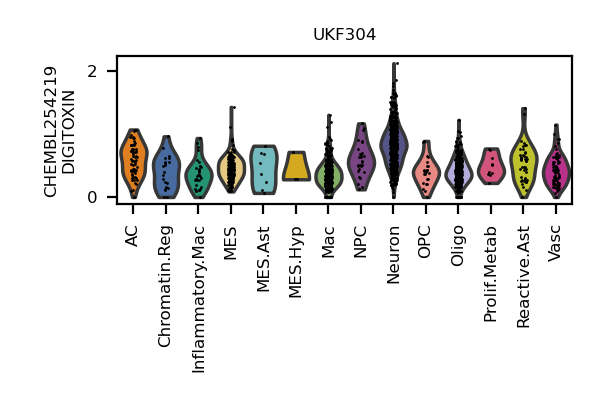 UKF304
CHEMBL254219
DIGITOXIN
2
0
AC
Chromatin.Reg
Inflammatory.Mac
MES
MES.Ast
MES.Hyp
Mac
NPC
Neuron
OPC
Oligo
Prolif.Metab
Reactive.Ast
Vasc